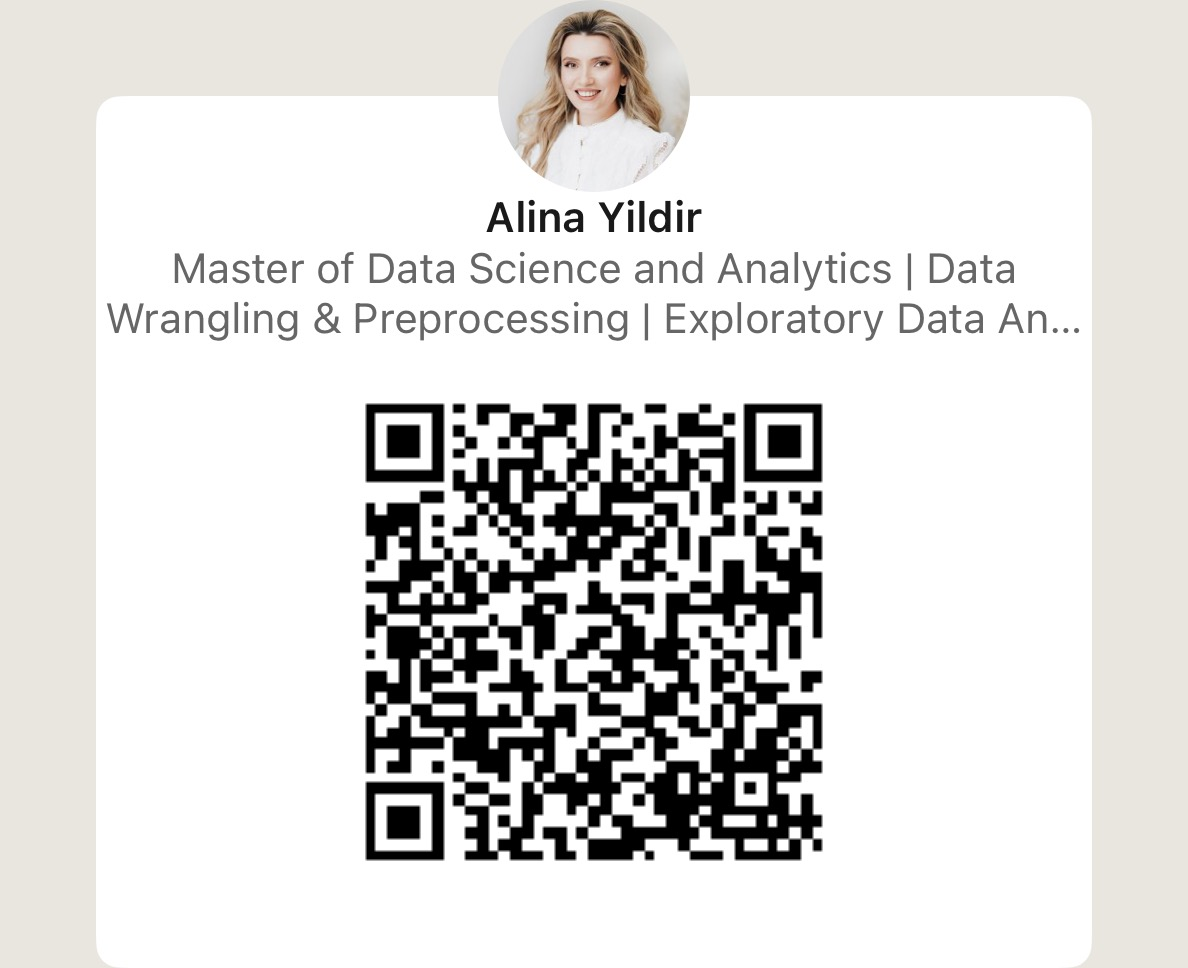 Alina Yildir
Master of Data Science and Analytics | Data
Wrangling & Preprocessing | Exploratory Data An...